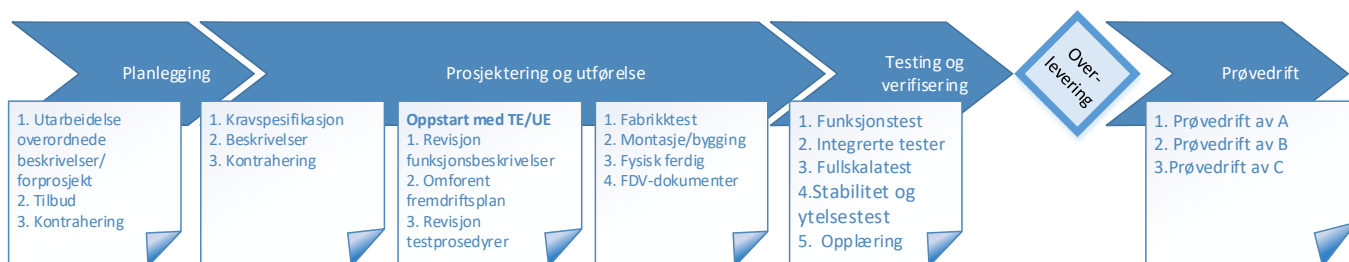 Planlegging
Prosjektering og utførelse
Testing og
verifisering
Over-
levering
Prøvedrift
1. Utarbeidelse
overordnede
beskrivelser/
forprosjekt
2. Tilbud
3. Kontrahering
1. Kravspesifikasjon
2. Beskrivelser
3. Kontrahering
Oppstart med TE/UE
1. Revisjon
funksjonsbeskrivelser
2. Omforent
fremdriftsplan
3. Revisjon
testprosedyrer
1. Fabrikktest
2. Montasje/bygging
3. Fysisk ferdig
4. FDV-dokumenter
1. Funksjonstest
2. Integrerte tester
3. Fullskalatest
4.Stabilitet og
ytelsestest
5. Opplæring
1. Prøvedrift av A
2. Prøvedrift av B
3.Prøvedrift av C